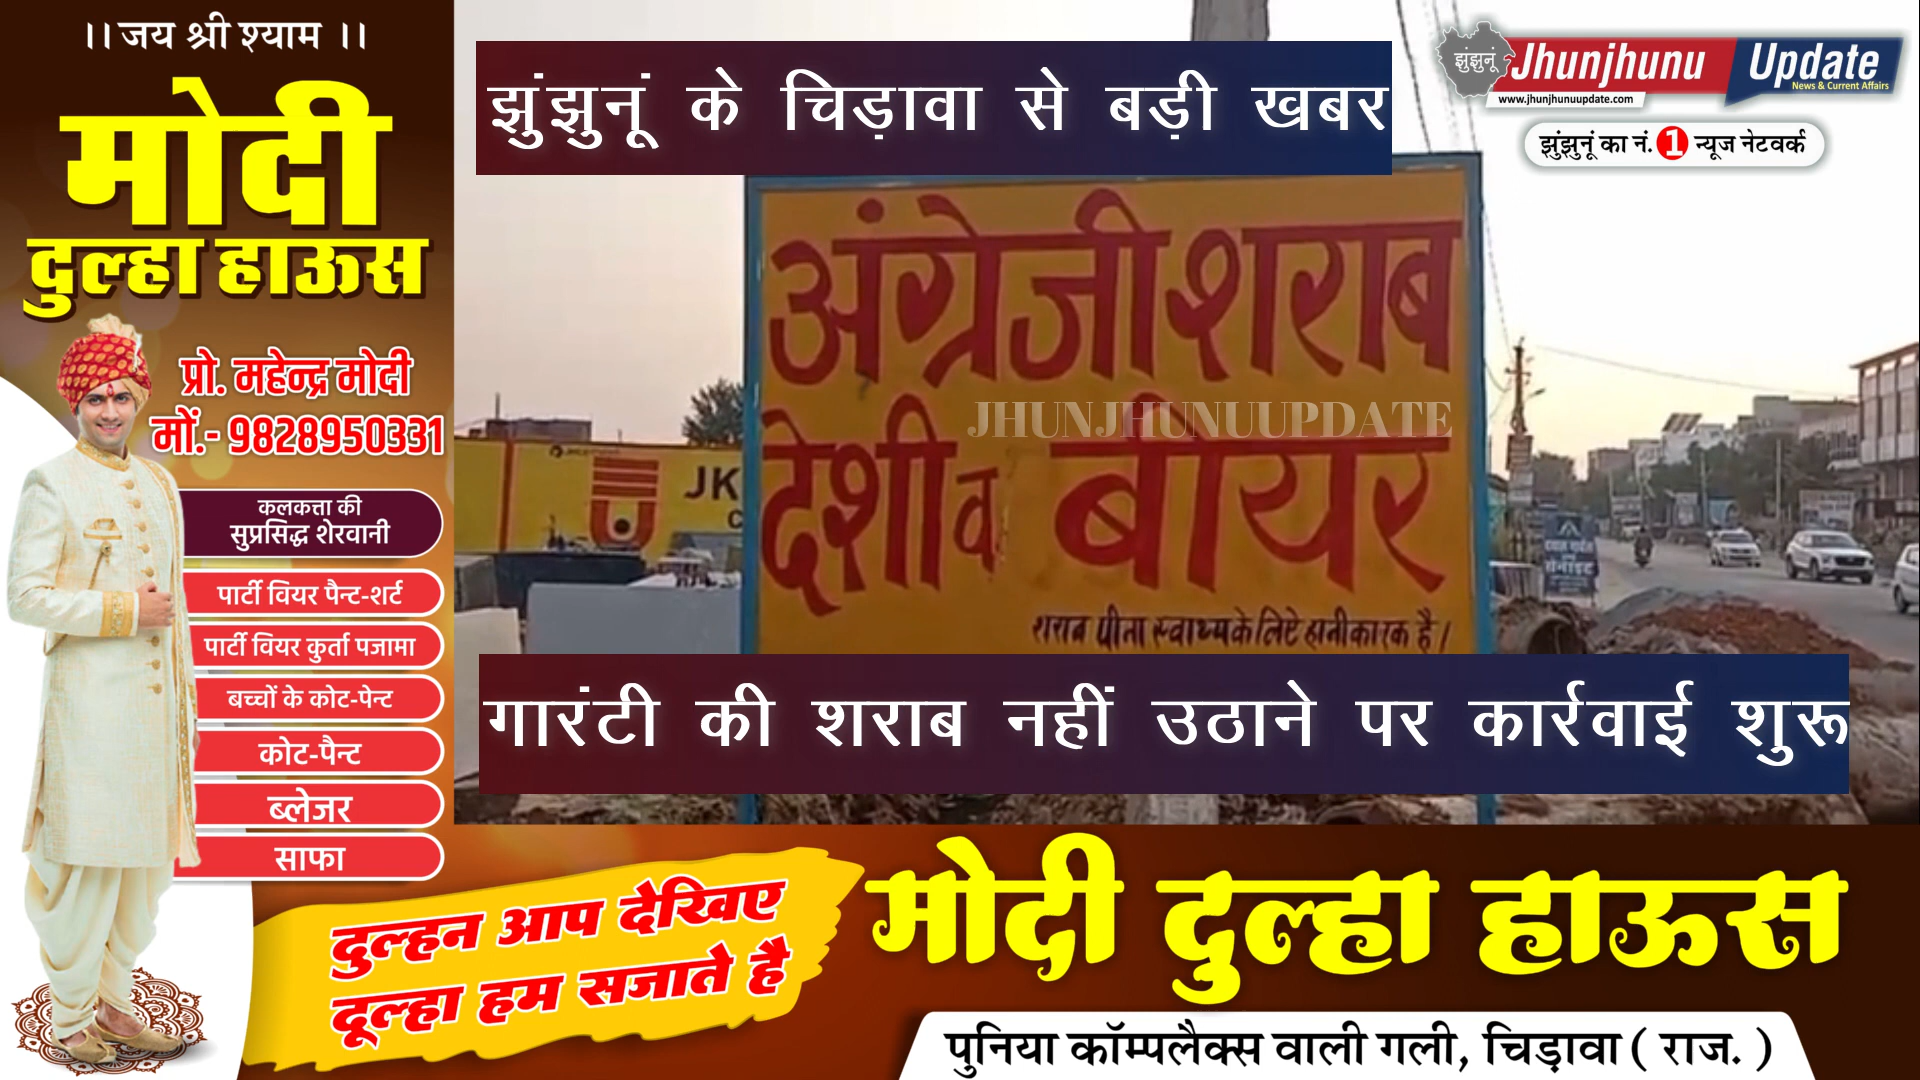 ।। जय श्री श्याम ।।
मोदी
दुल्हा हाऊस
प्रो. महेन्द्र मोदी
मों.- 9828950331
कलकत्ता की
सुप्रसिद्ध शेरवानी
पार्टी वियर पैन्ट-शर्ट
पार्टी वियर कुर्ता पजामा
बच्चों के कोट-पेन्ट
कोट-पैन्ट
ब्लेजर
साफा
झुंझुनूं के चिड़ावा से बड़ी खबर
झुंझुनूं
Jhunjhunu Update
News & Current Affairs
www.jhunjhunuupdate.com
झुंझुनूं का नं. 1 न्यूज नेटवर्क
अंग्रेजी शराब
JHUNJHUNUUPDATE
देशी व बीयर
JK
शराब पीना स्वाथ्य के लिए हानीकारक है।
गारंटी की शराब नहीं उठाने पर कार्रवाई शुरू
दुल्हन आप देखिए
दूल्हा हम सजाते है
मोदी दुल्हा हाऊस
पुनिया कॉम्पलैक्स वाली गली, चिड़ावा ( राज. )